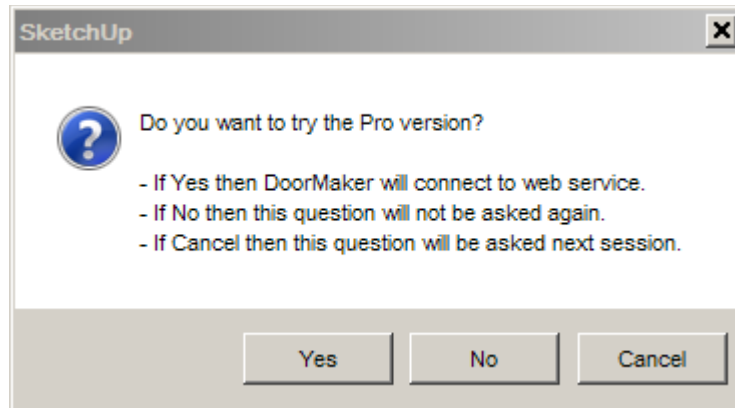 SketchUp
Do you want to try the Pro version?
- If Yes then DoorMaker will connect to web service.
- If No then this question will not be asked again.
- If Cancel then this question will be asked next session.
Yes No Cancel